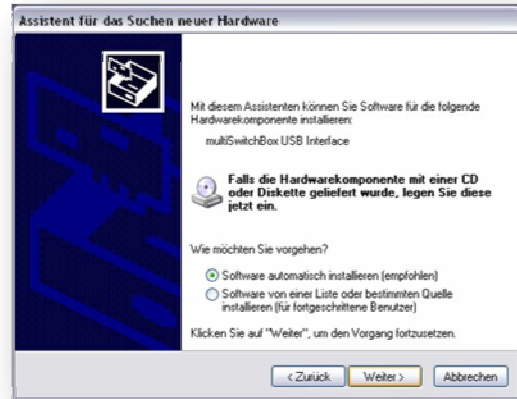 Assistent für das Suchen neuer Hardware
Mit diesem Assistenten können Sie Software für die folgende
Hardwarekomponente installieren:
multiSwitchBox USB Interface
Falls die Hardwarekomponente mit einer CD
oder Diskette geliefert wurde, legen Sie diese
jetzt ein.
Wie möchten Sie vorgehen?
Software automatisch installieren (empfohlen)
Software von einer Liste oder bestimmten Quelle
installieren (für fortgeschrittene Benutzer)
Klicken Sie auf "Weiter", um den Vorgang fortzusetzen.
< Zurück Weiter > Abbrechen